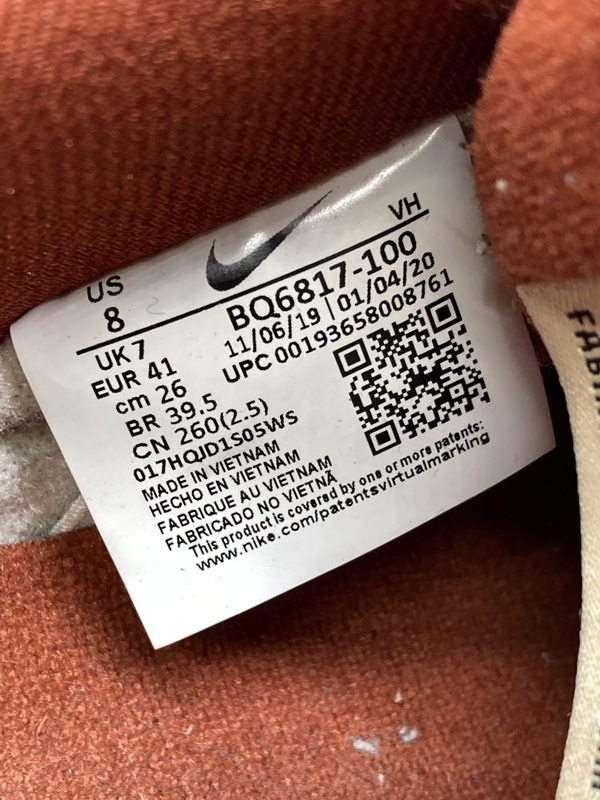 US
8
VH
BQ6817-100
11/06/19 | 01/04/20
UPC 00193658008761
UK 7
EUR 41
cm 26
BR 39.5
CN 260(2.5)
017HQJD1S05WS
MADE IN VIETNAM
HECHO EN VIETNAM
FABRIQUE AU VIETNAM
FABRICADO NO VIETNÃ
This product is covered by one or more patents:
www.nike.com/patentsvirtualmarking